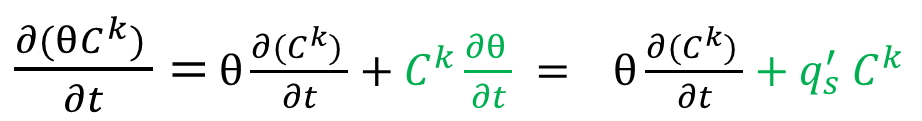 ∂(θC^k)/∂t = θ ∂(C^k)/∂t + C^k ∂θ/∂t = θ ∂(C^k)/∂t + q′_s C^k